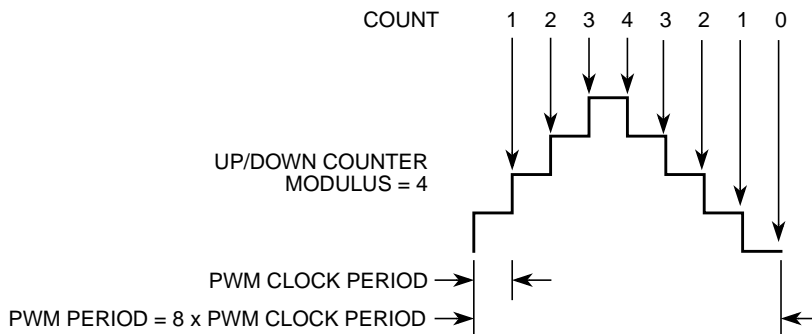 COUNT 1 2 3 4 3 2 1 0
UP/DOWN COUNTER
MODULUS = 4
PWM CLOCK PERIOD
PWM PERIOD = 8 x PWM CLOCK PERIOD